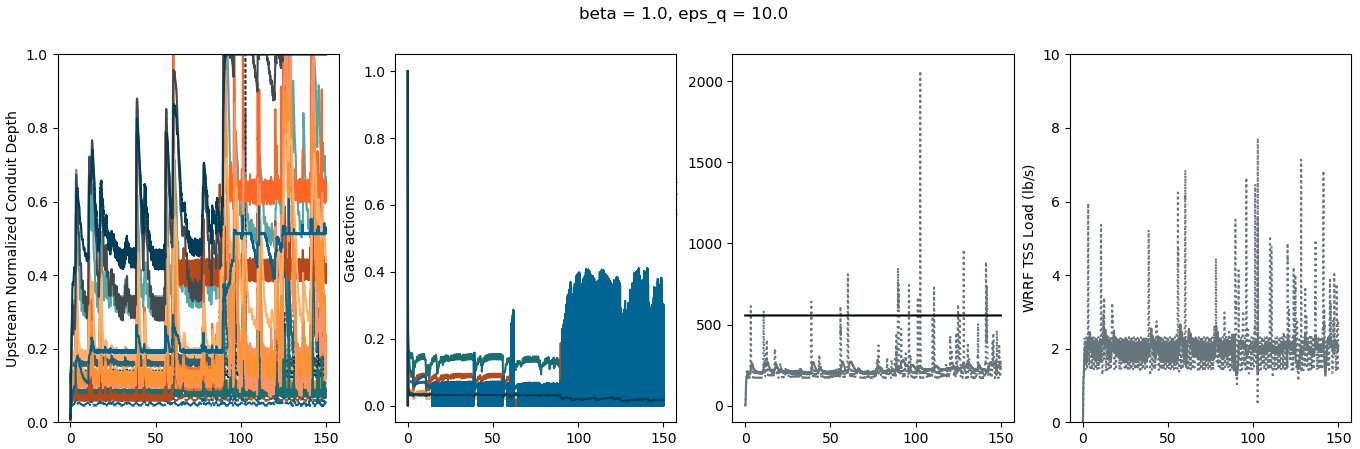 beta = 1.0, eps_q = 10.0
Upstream Normalized Conduit Depth
1.0
0.8
0.6
0.4
0.2
0.0
0 50 100 150
Gate actions
1.0
0.8
0.6
0.4
0.2
0.0
0 50 100 150
2000
1500
1000
500
0
0 50 100 150
WRRF TSS Load (lb/s)
10
8
6
4
2
0
0 50 100 150